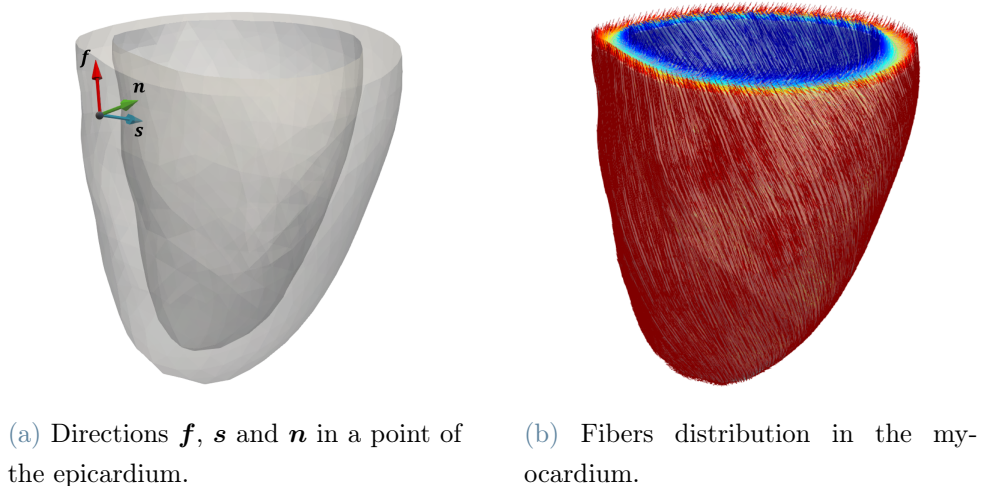 f
n
s
(a) Directions f, s and n in a point of
the epicardium.
(b) Fibers distribution in the my-
ocardium.